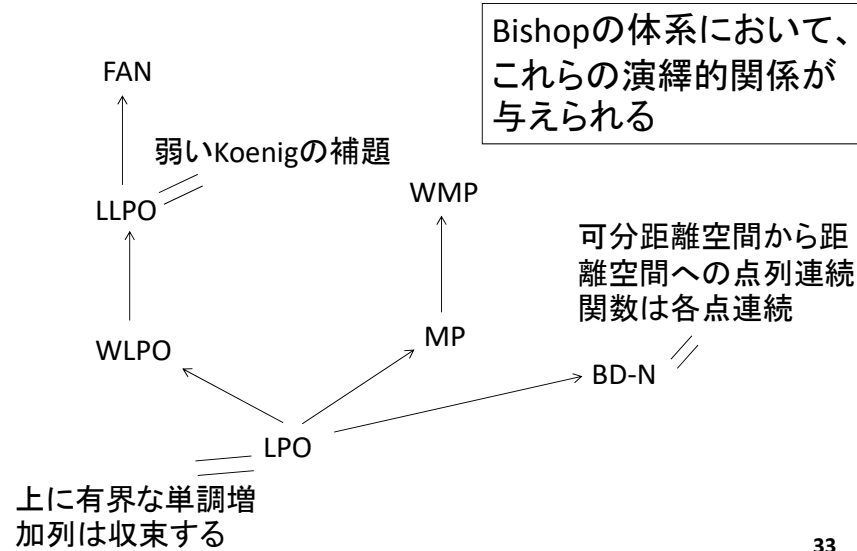 Bishopの体系において、
これらの演繹的関係が
与えられる
FAN
弱いKoenigの補題
LLPO
WMP
可分距離空間から距
離空間への点列連続
関数は各点連続
WLPO
MP
BD-N
LPO
上に有界な単調増
加列は収束する
33